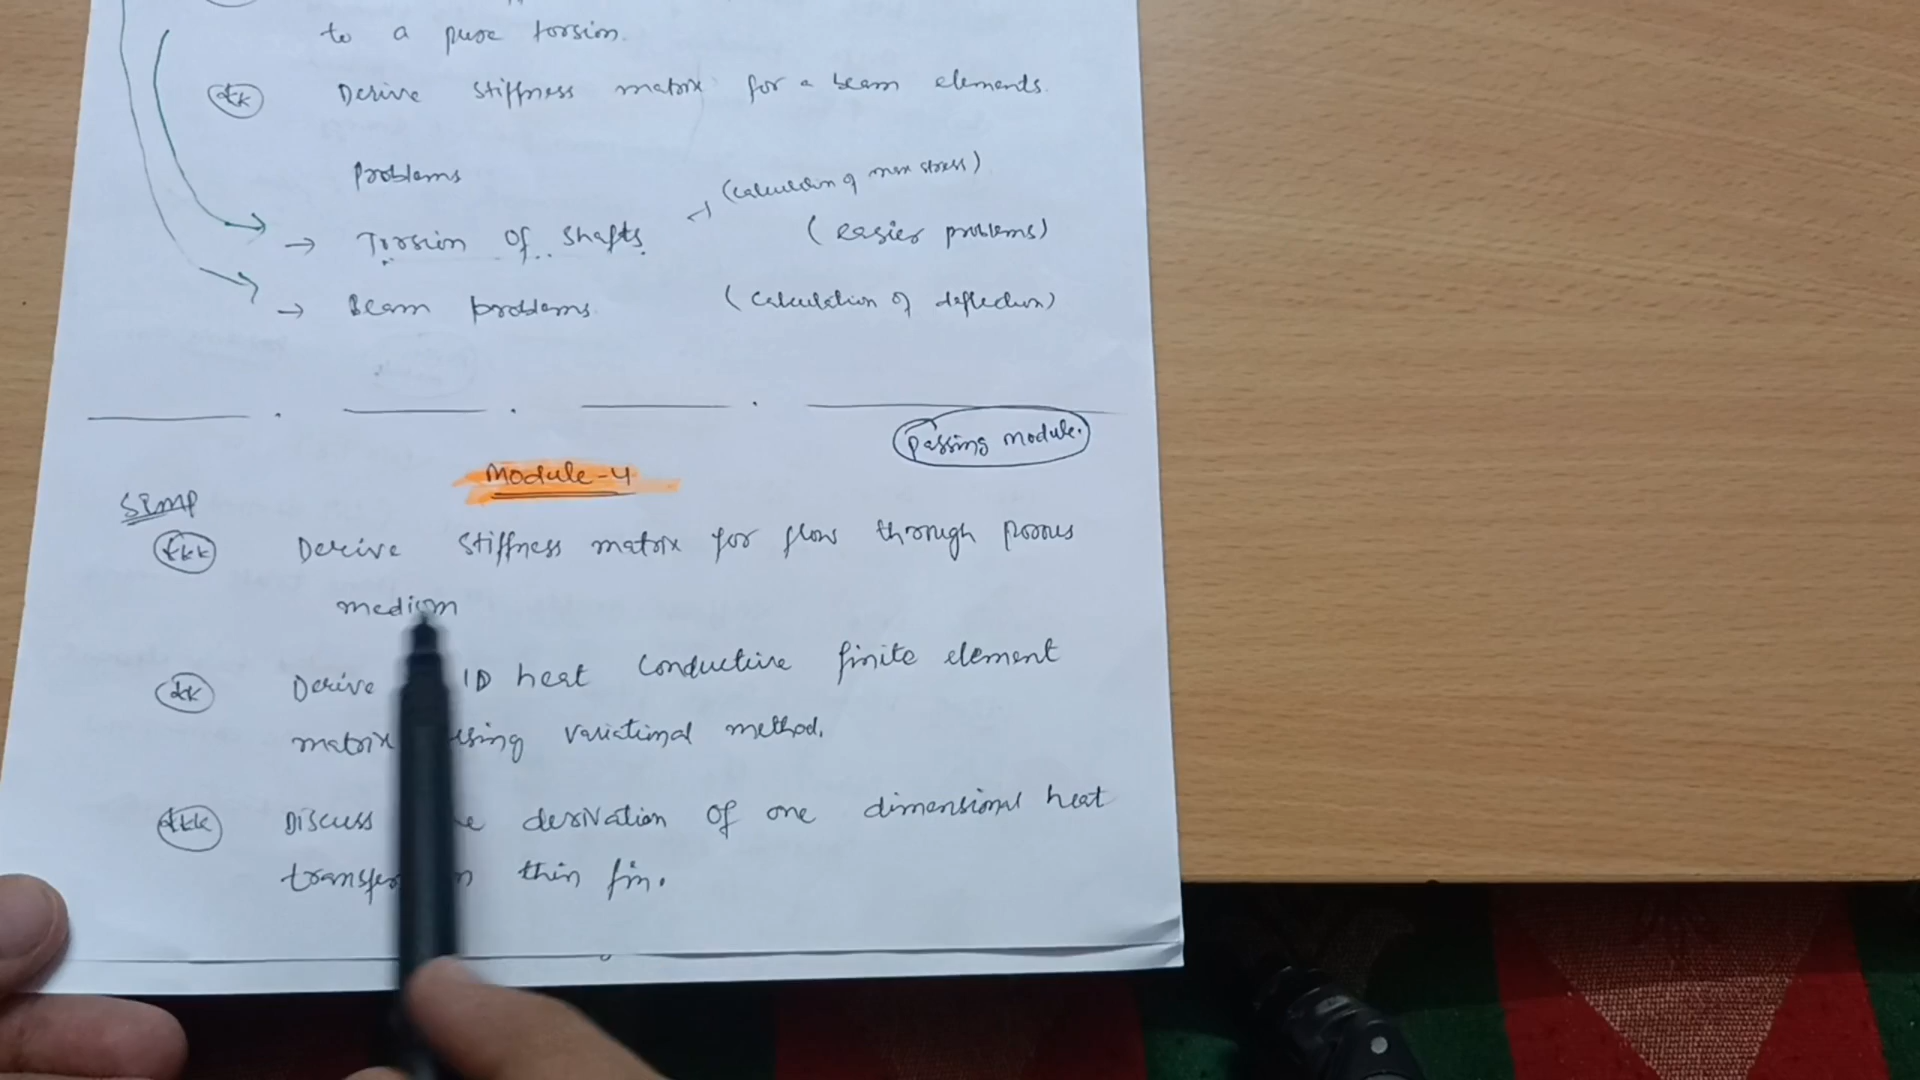 to a pure torsion.
Derive stiffness matrix for a beam elements.
Problems
(calculation of max stress)
→ Torsion of shafts (easier problems)
→ Beam problems (calculation of deflection)
Passing module.
Module-4
SIMP
Derive stiffness matrix for flow through porous
medium
Derive 1D heat conductive finite element
matrix using variational method.
Discuss derivation of one dimensional heat
thin fin.